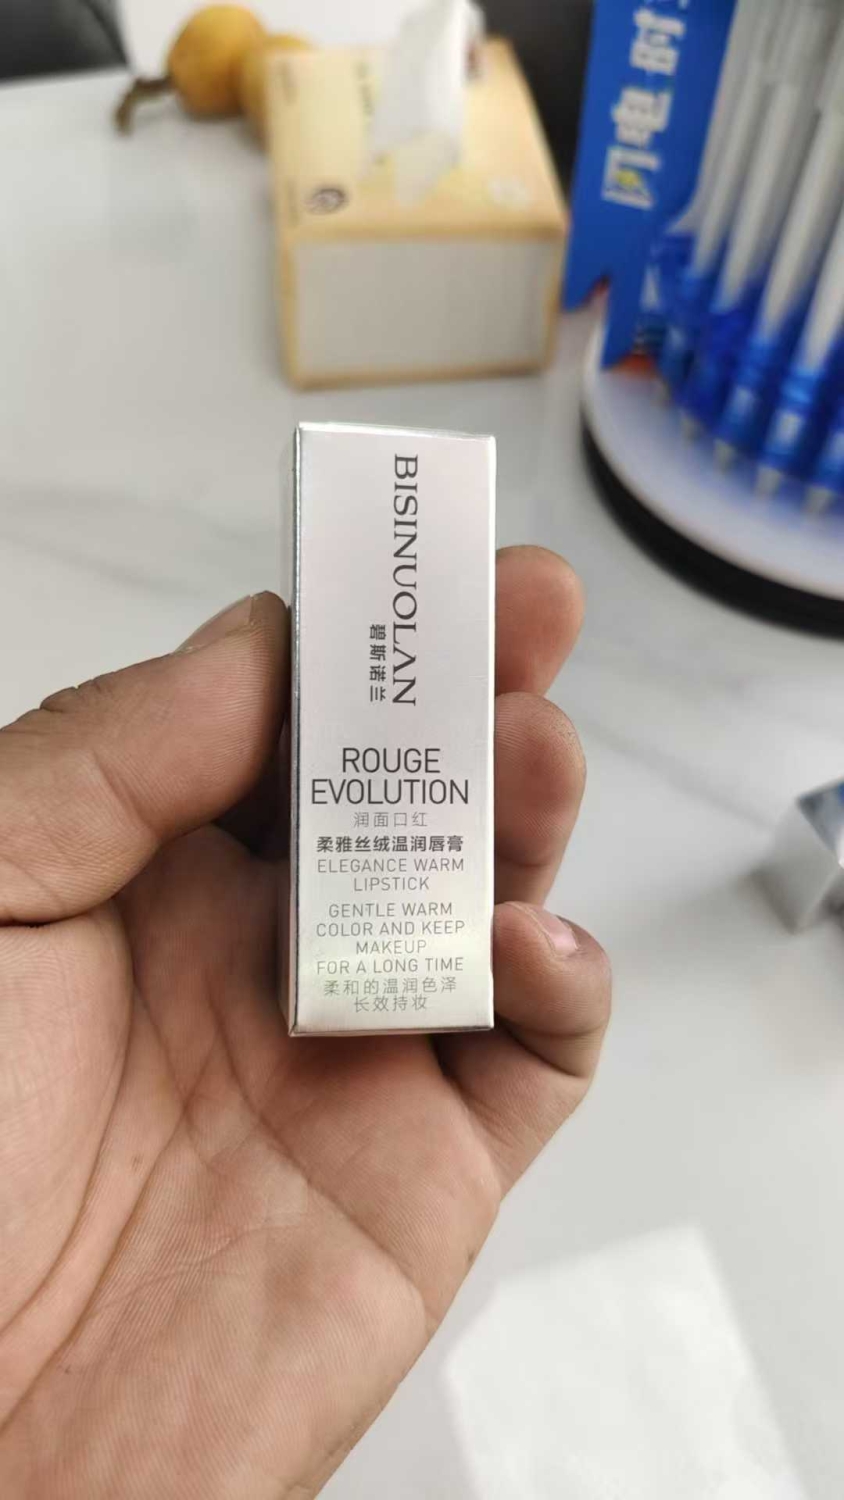 BISINUOLAN
碧斯诺兰
ROUGE
EVOLUTION
润面口红
柔雅丝绒温润唇膏
ELEGANCE WARM
LIPSTICK
GENTLE WARM
COLOR AND KEEP
MAKEUP
FOR A LONG TIME
柔和的温润色泽
长效持妆